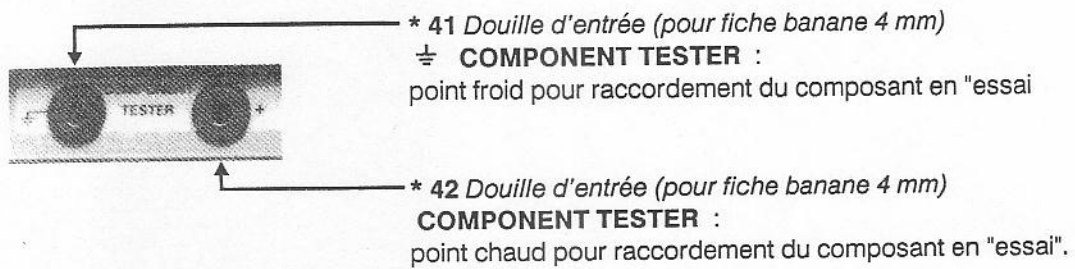 * 41 Douille d'entrée (pour fiche banane 4 mm)
⏚ COMPONENT TESTER :
point froid pour raccordement du composant en "essai
TESTER +
* 42 Douille d'entrée (pour fiche banane 4 mm)
COMPONENT TESTER :
point chaud pour raccordement du composant en "essai".